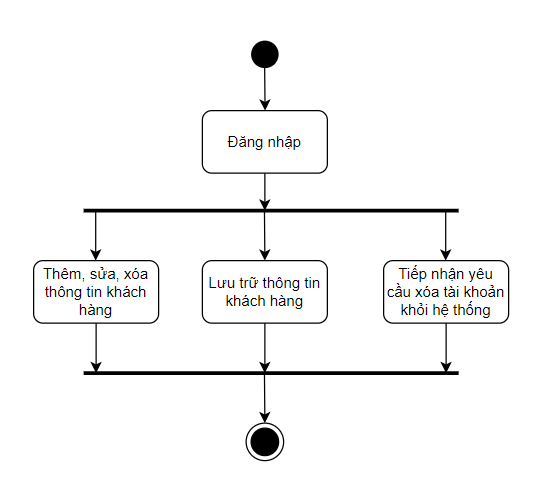 Đăng nhập
Thêm, sửa, xóa
thông tin khách
hàng
Lưu trữ thông tin
khách hàng
Tiếp nhận yêu
cầu xóa tài khoản
khỏi hệ thống